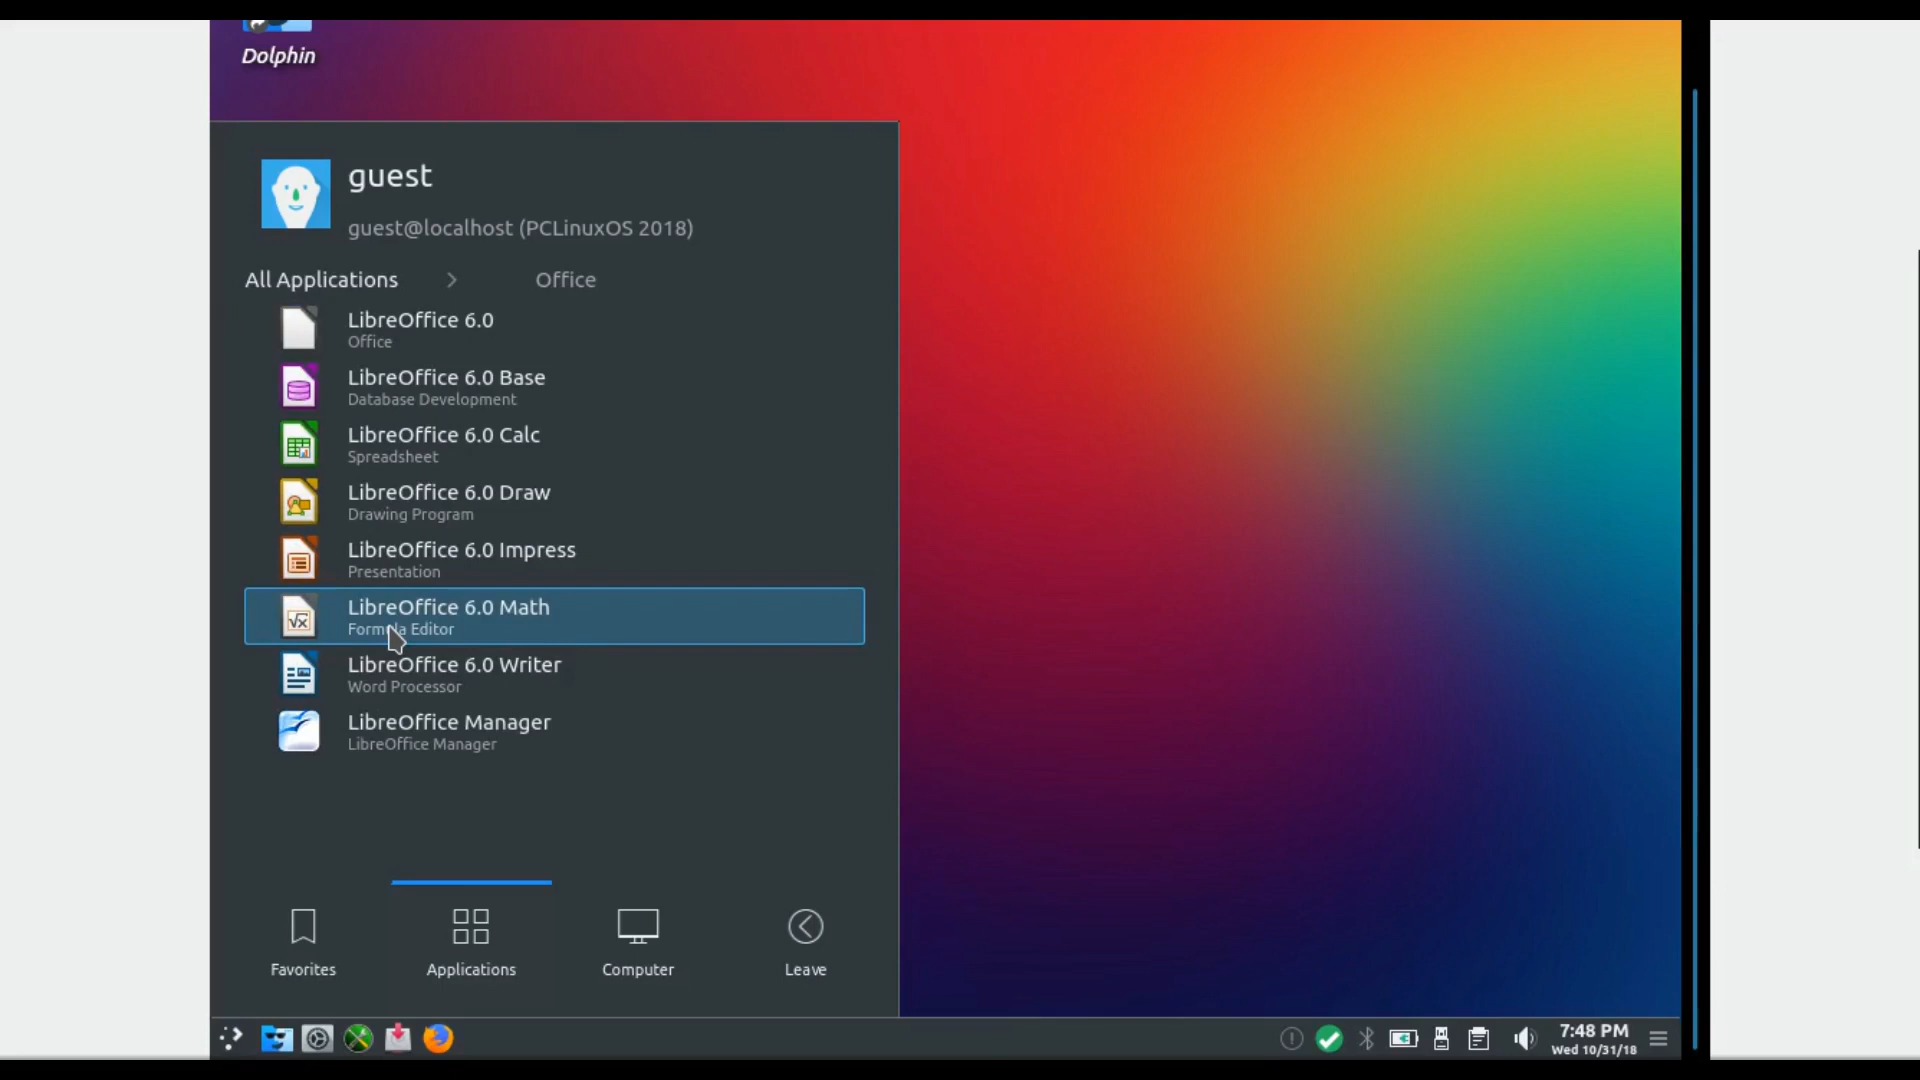 Dolphin
guest
guest@localhost (PCLinuxOS 2018)
All Applications > Office
LibreOffice 6.0
Office
LibreOffice 6.0 Base
Database Development
LibreOffice 6.0 Calc
Spreadsheet
LibreOffice 6.0 Draw
Drawing Program
LibreOffice 6.0 Impress
Presentation
LibreOffice 6.0 Math
Formula Editor
LibreOffice 6.0 Writer
Word Processor
LibreOffice Manager
LibreOffice Manager
Favorites Applications Computer Leave
7:48 PM
Wed 10/31/18